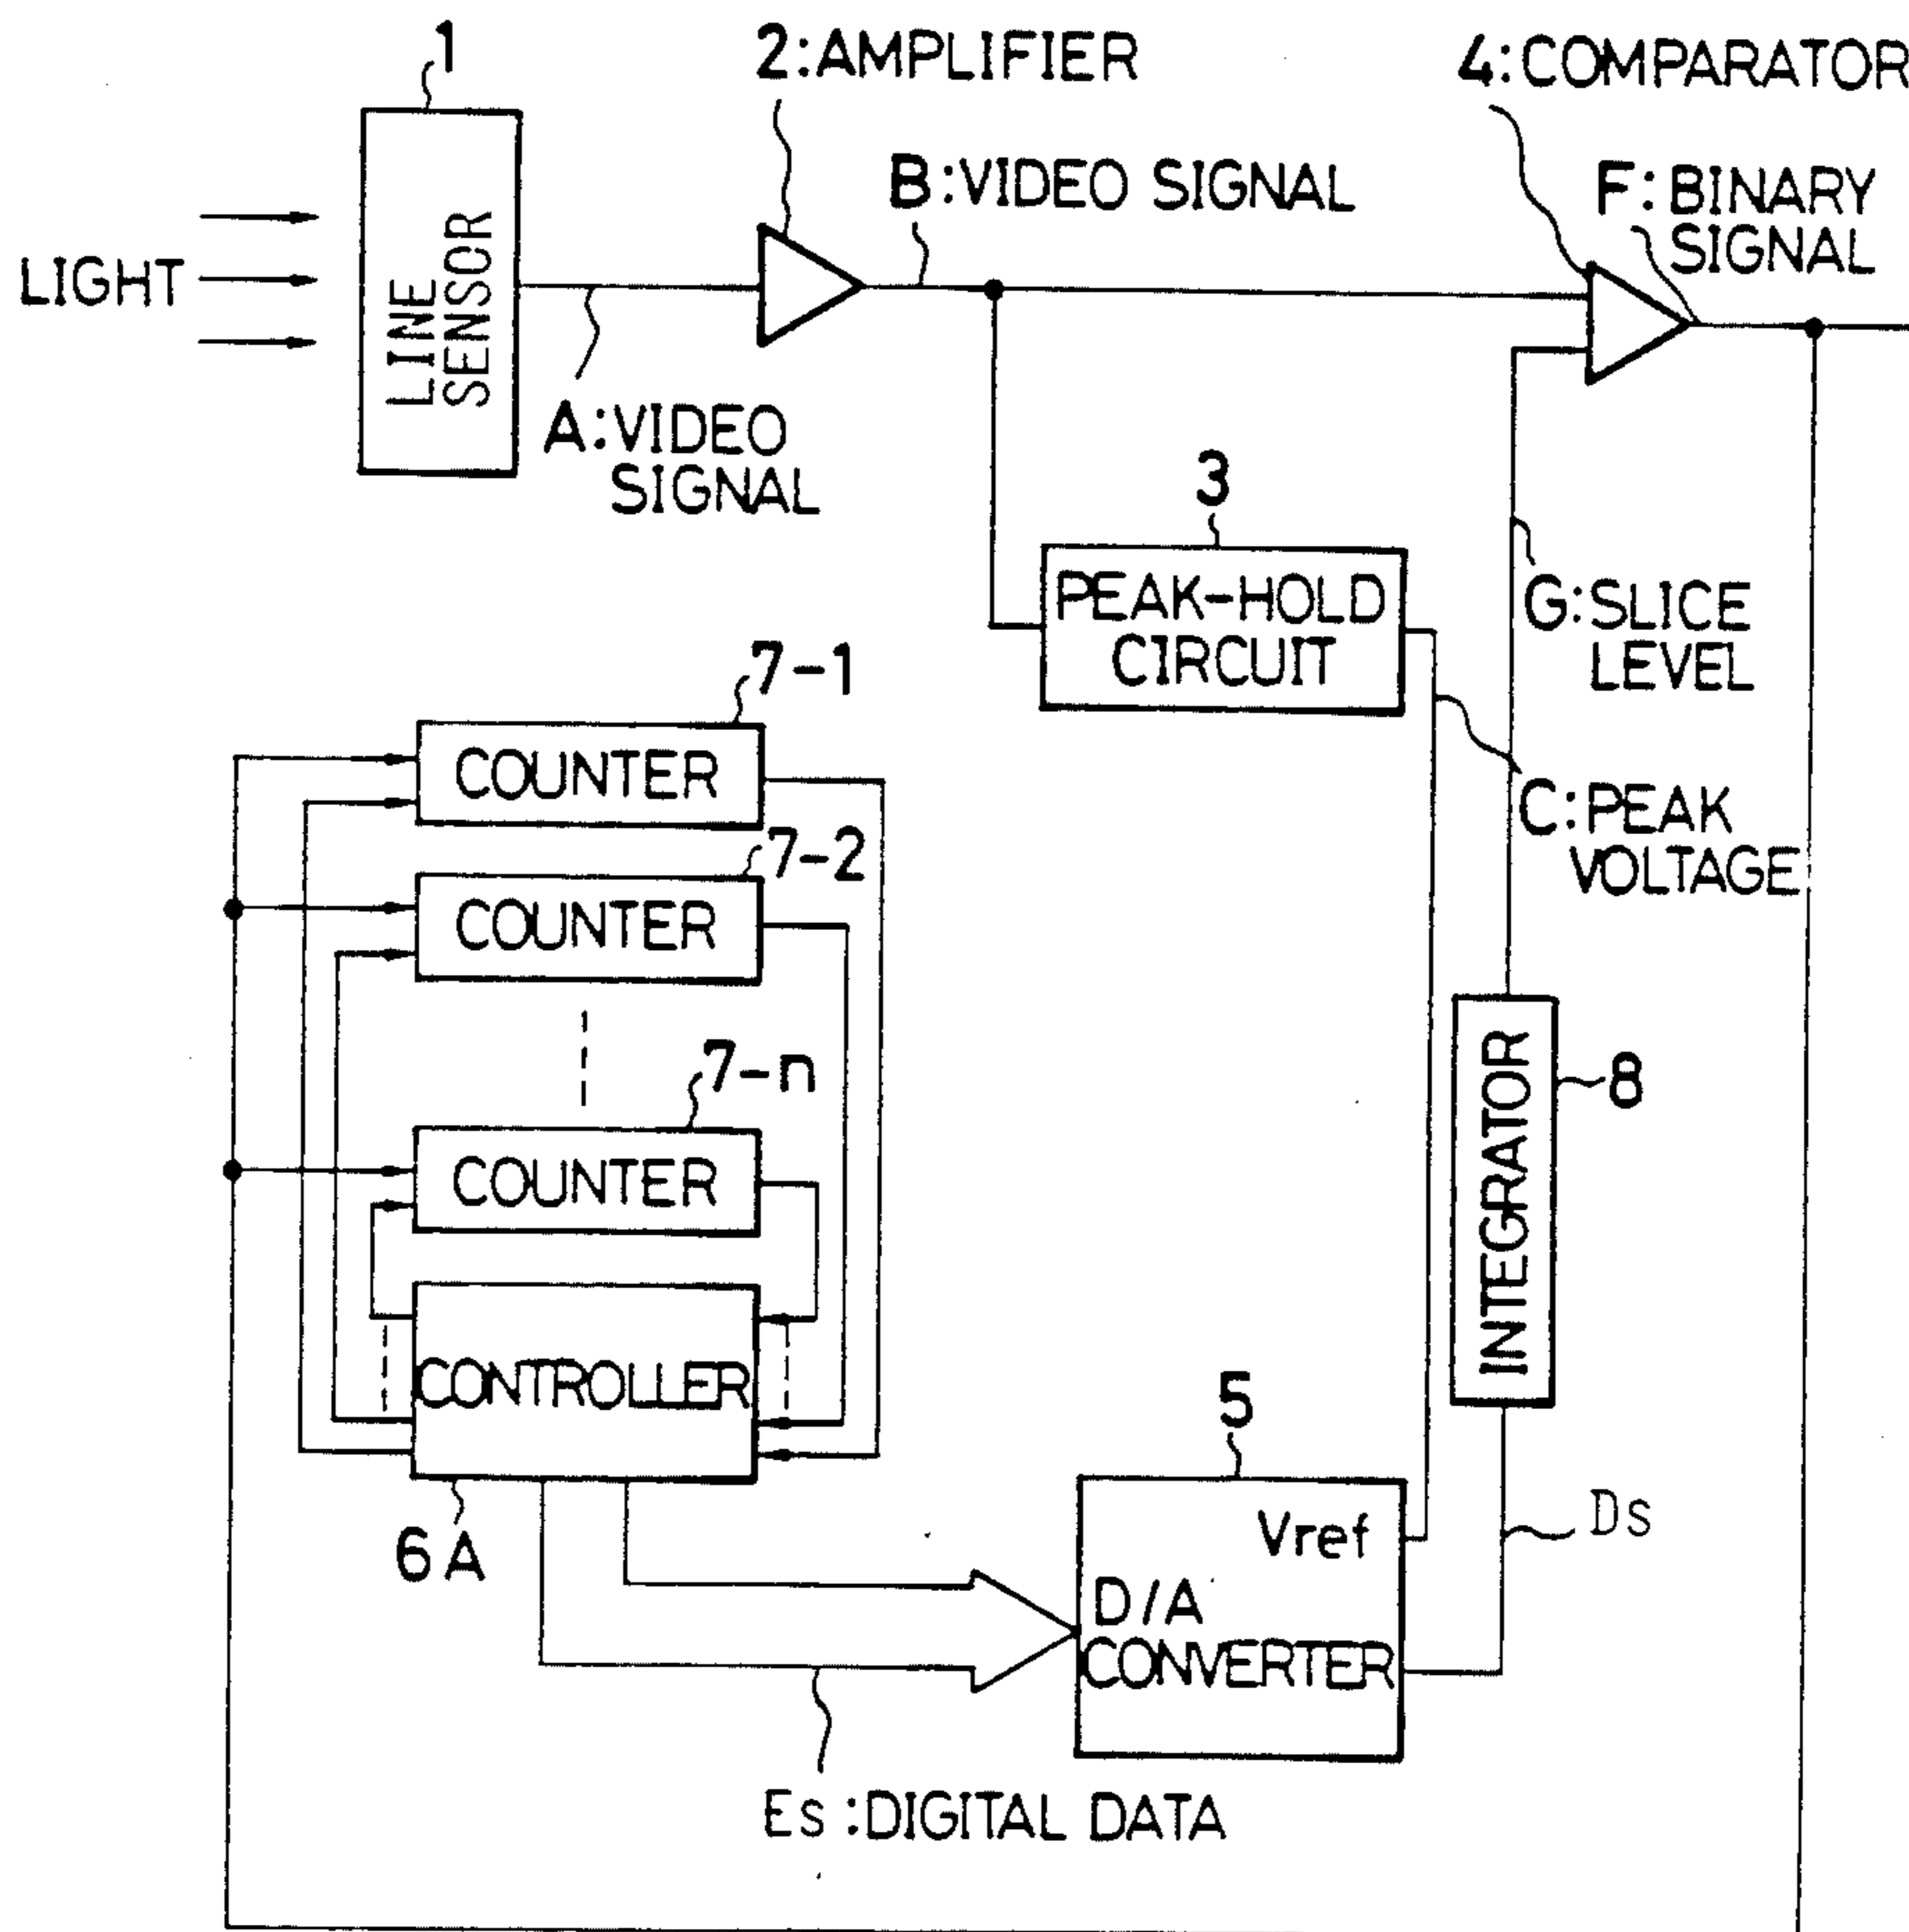 1
2:AMPLIFIER
4:COMPARATOR
B:VIDEO SIGNAL
F:BINARY
SIGNAL
LIGHT
LINE
SENSOR
A:VIDEO
SIGNAL
3
PEAK-HOLD
CIRCUIT
G:SLICE
LEVEL
7-1
COUNTER
C:PEAK
VOLTAGE
7-2
COUNTER
7-n
COUNTER
INTEGRATOR
8
CONTROLLER
6A
5
Vref
D/A
CONVERTER
Ds
Es:DIGITAL DATA